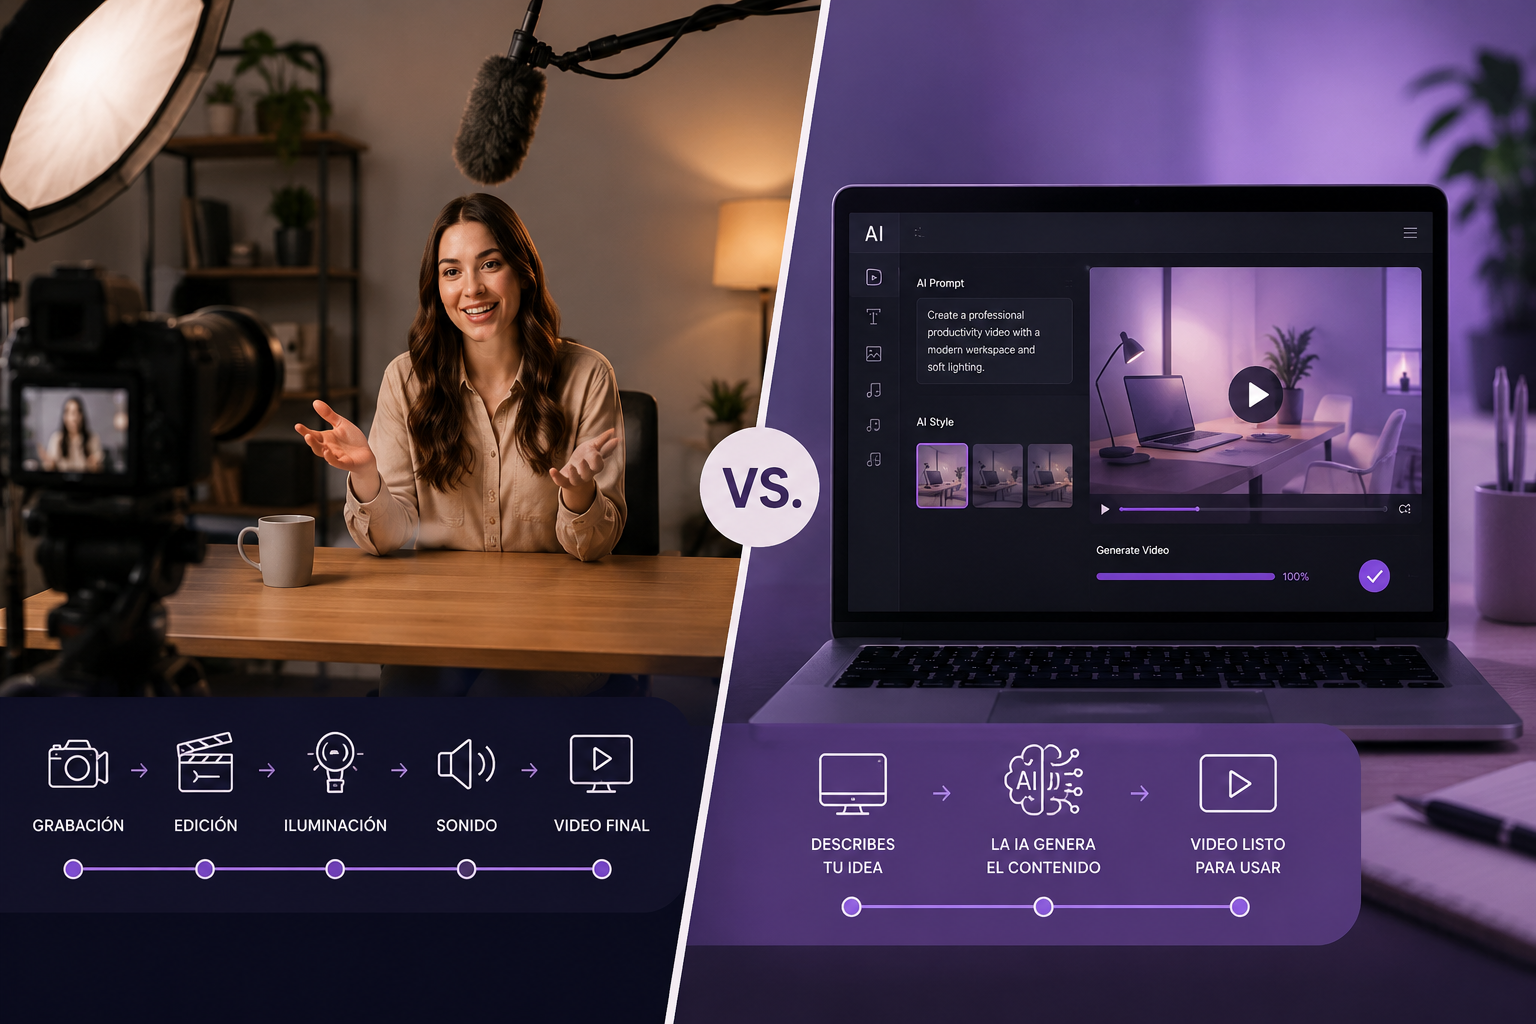 VS.
GRABACIÓN
EDICIÓN
ILUMINACIÓN
SONIDO
VIDEO FINAL
AI
AI Prompt
Create a professional
productivity video with a
modern werkspace and
soft lighting.
AI Style
Generate Video
100%
DESCRIBES
TU IDEA
AI
LA IA GENERA
EL CONTENIDO
VIDEO LISTO
PARA USAR